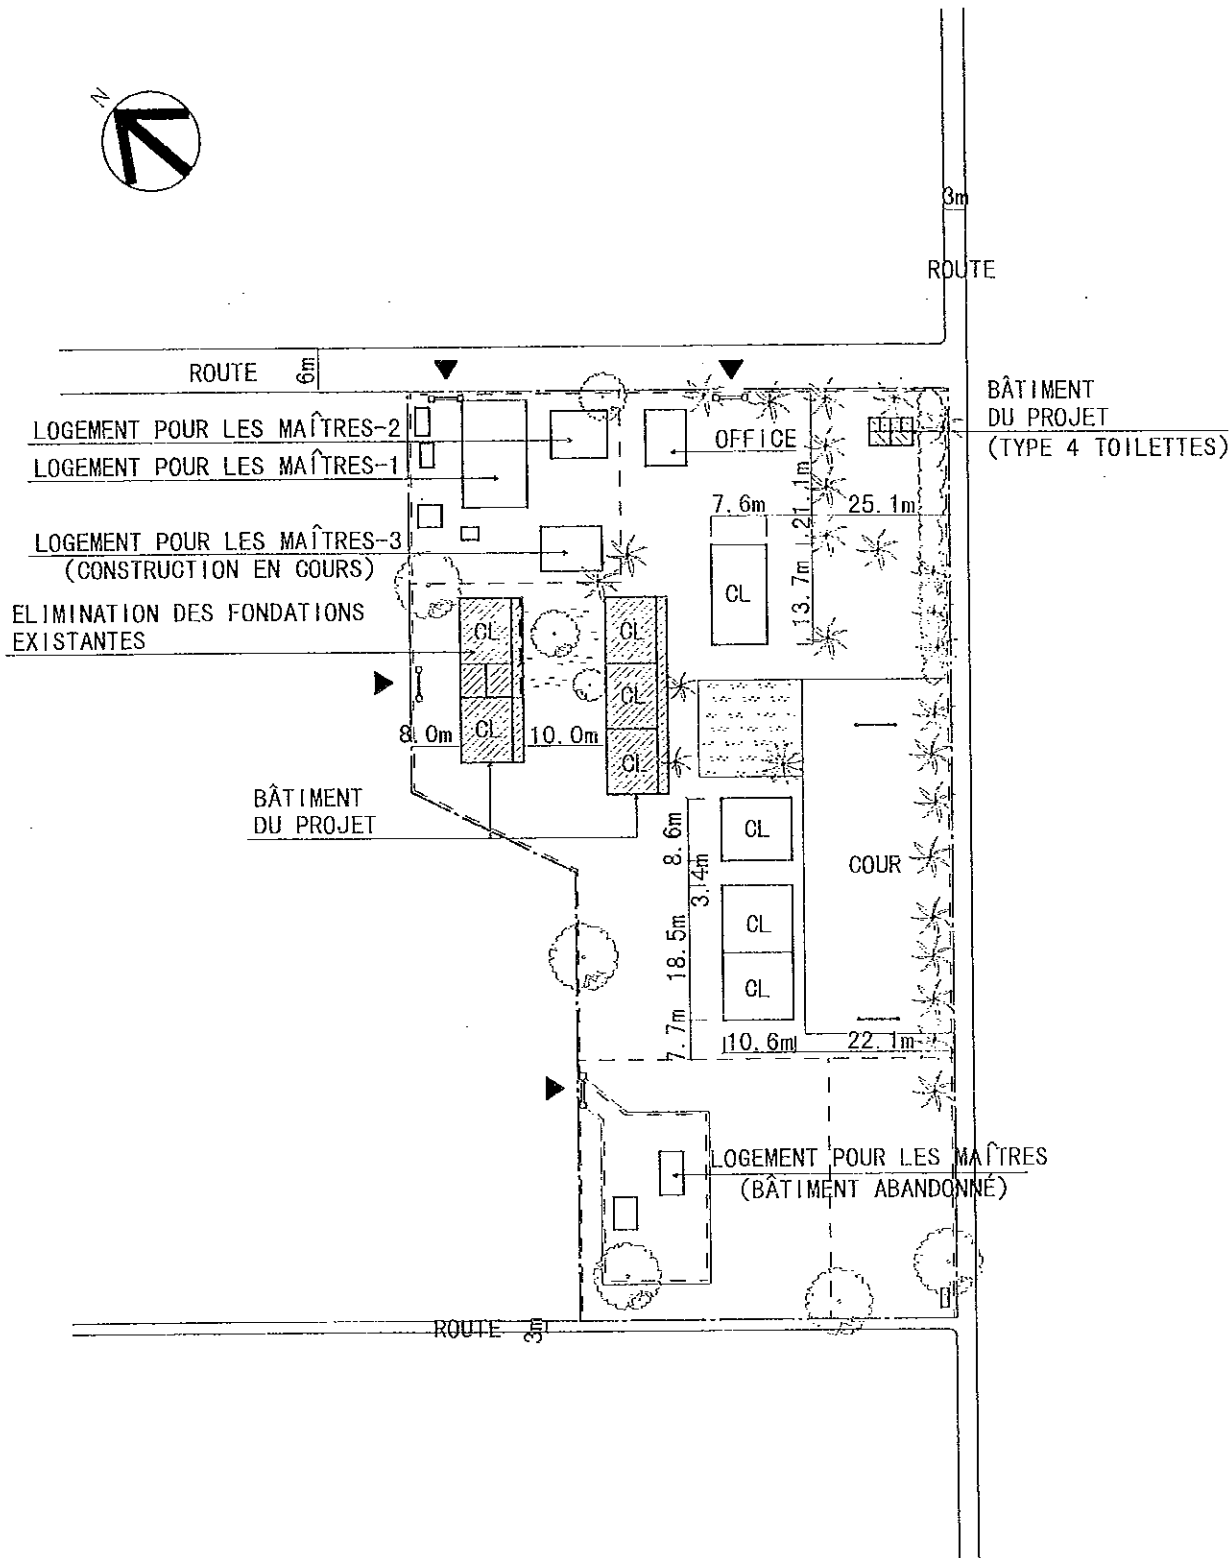 N
3m
ROUTE
ROUTE
6m
BÂTIMENT
DU PROJET
(TYPE 4 TOILETTES)
LOGEMENT POUR LES MAÎTRES-2
OFFICE
LOGEMENT POUR LES MAÎTRES-1
7.6m
21.1m
25.1m
LOGEMENT POUR LES MAÎTRES-3
(CONSTRUCTION EN COURS)
13.7m
CL
ELIMINATION DES FONDATIONS
EXISTANTES
CL
CL
CL
CL
8.0m
10.0m
CL
BÂTIMENT
DU PROJET
8.6m
CL
COUR
3.4m
CL
18.5m
CL
7.7m
10.6m
22.1m
LOGEMENT POUR LES MAÎTRES
(BÂTIMENT ABANDONNÉ)
ROUTE
3m